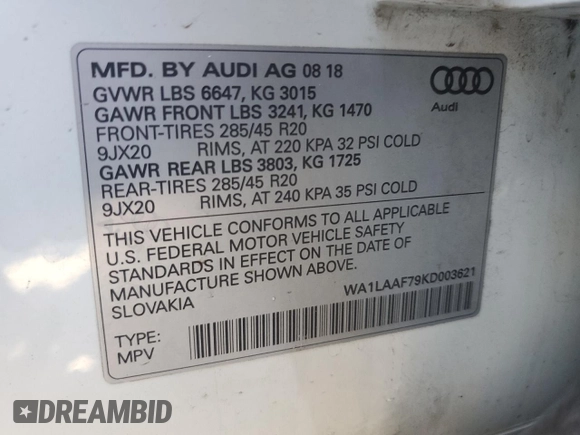 MFD. BY AUDI AG 08 18
GVWR LBS 6647, KG 3015
GAWR FRONT LBS 3241, KG 1470
FRONT-TIRES 285/45 R20
9JX20 RIMS, AT 220 KPA 32 PSI COLD
GAWR REAR LBS 3803, KG 1725
REAR-TIRES 285/45 R20
9JX20 RIMS, AT 240 KPA 35 PSI COLD
Audi
THIS VEHICLE CONFORMS TO ALL APPLICABLE
U.S. FEDERAL MOTOR VEHICLE SAFETY
STANDARDS IN EFFECT ON THE DATE OF
MANUFACTURE SHOWN ABOVE.
SLOVAKIA
WA1LAAF79KD003621
TYPE:
MPV
DREAMBID